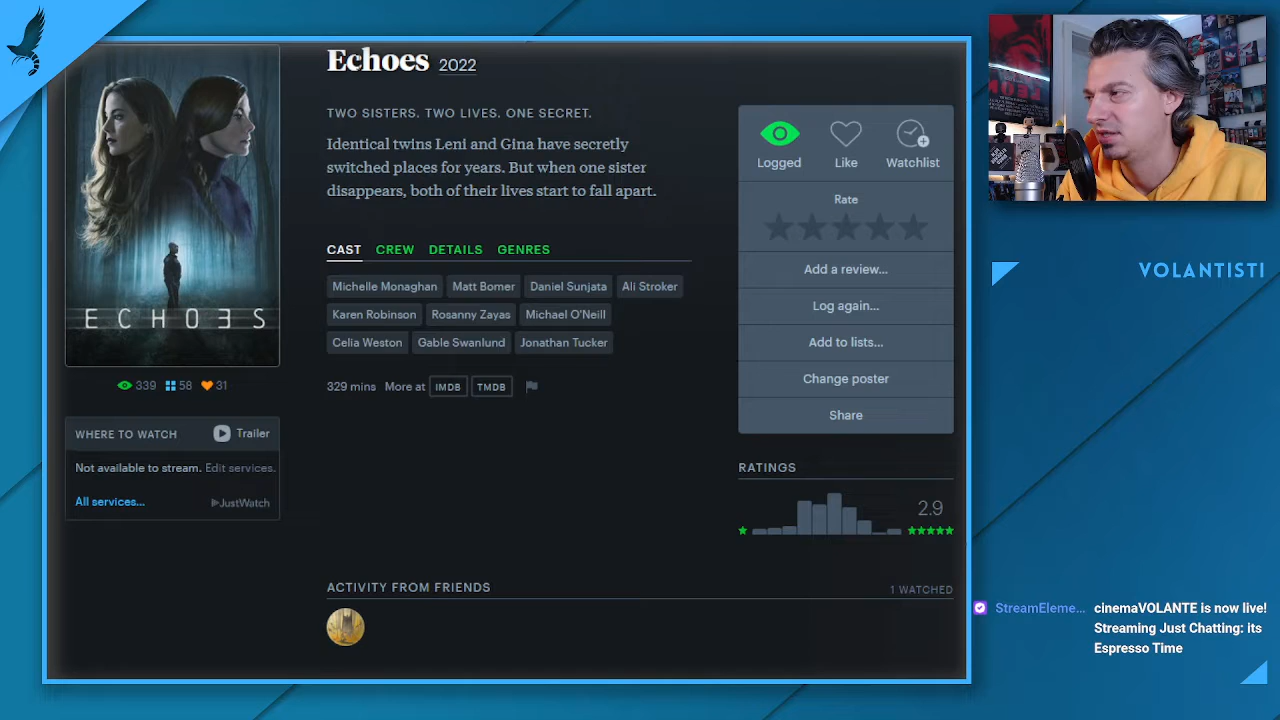 Echoes 2022
TWO SISTERS. TWO LIVES. ONE SECRET.
Identical twins Leni and Gina have secretly
switched places for years. But when one sister
disappears, both of their lives start to fall apart.
CAST CREW DETAILS GENRES
Michelle Monaghan Matt Bomer Daniel Sunjata Ali Stroker
Karen Robinson Rosanny Zayas Michael O'Neill
Celia Weston Gable Swanlund Jonathan Tucker
329 mins More at IMDB TMDB
ECHOƎS
339 58 31
WHERE TO WATCH Trailer
Not available to stream. Edit services.
All services... JustWatch
Logged Like Watchlist
Rate
Add a review...
Log again...
Add to lists...
Change poster
Share
RATINGS
2.9
ACTIVITY FROM FRIENDS 1 WATCHED
VOLANTISTI
StreamEleme... cinemaVOLANTE is now live!
Streaming Just Chatting: its
Espresso Time